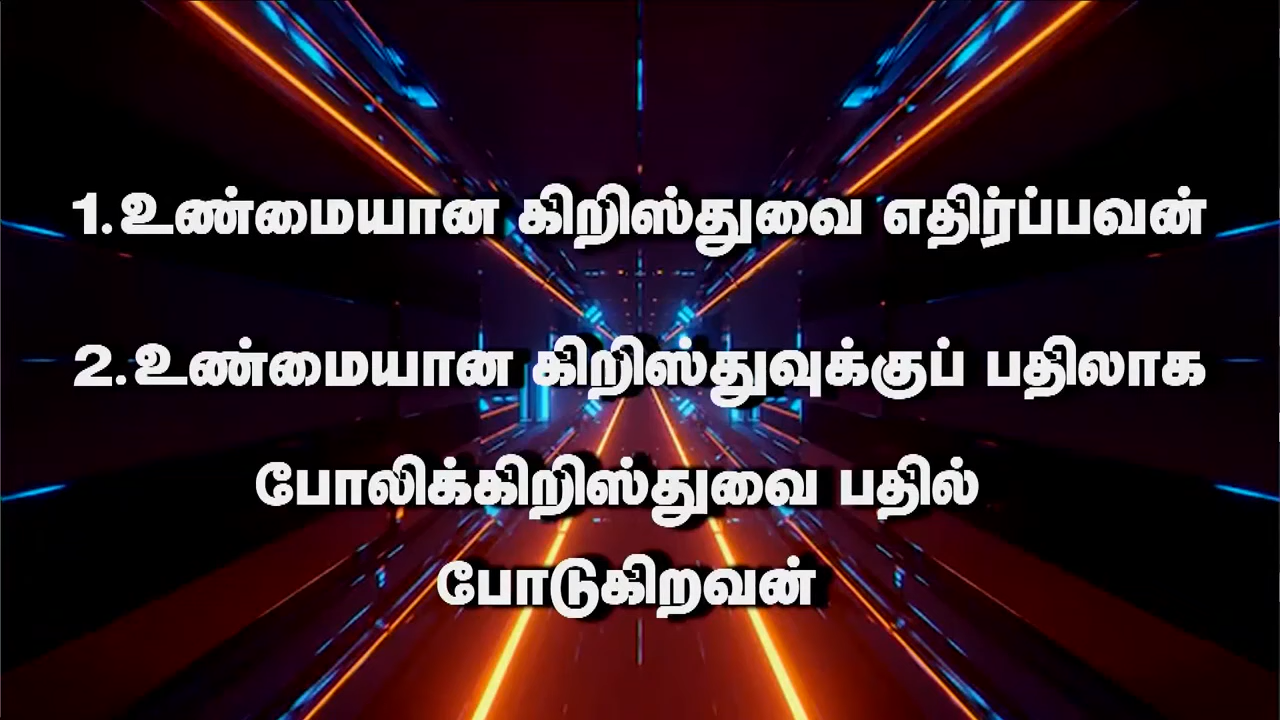 1.உண்மையான கிறிஸ்துவை எதிர்ப்பவன்
2.உண்மையான கிறிஸ்துவுக்குப் பதிலாக
போலிக்கிறிஸ்துவை பதில்
போடுகிறவன்